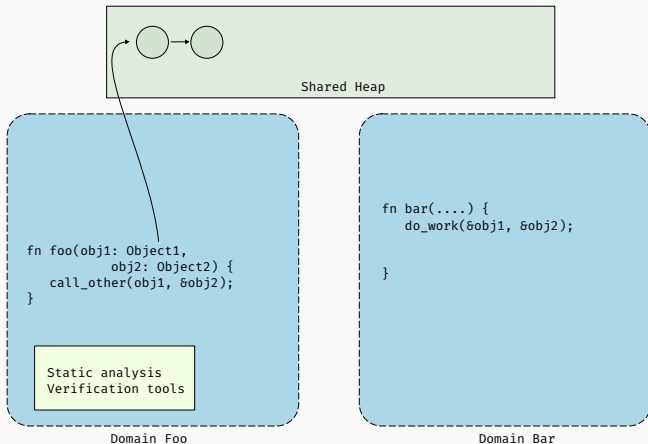 Shared Heap
fn foo(obj1: Object1,
obj2: Object2) {
call_other(obj1, &obj2);
}
Static analysis
Verification tools
Domain Foo
fn bar(....) {
do_work(&obj1, &obj2);
}
Domain Bar